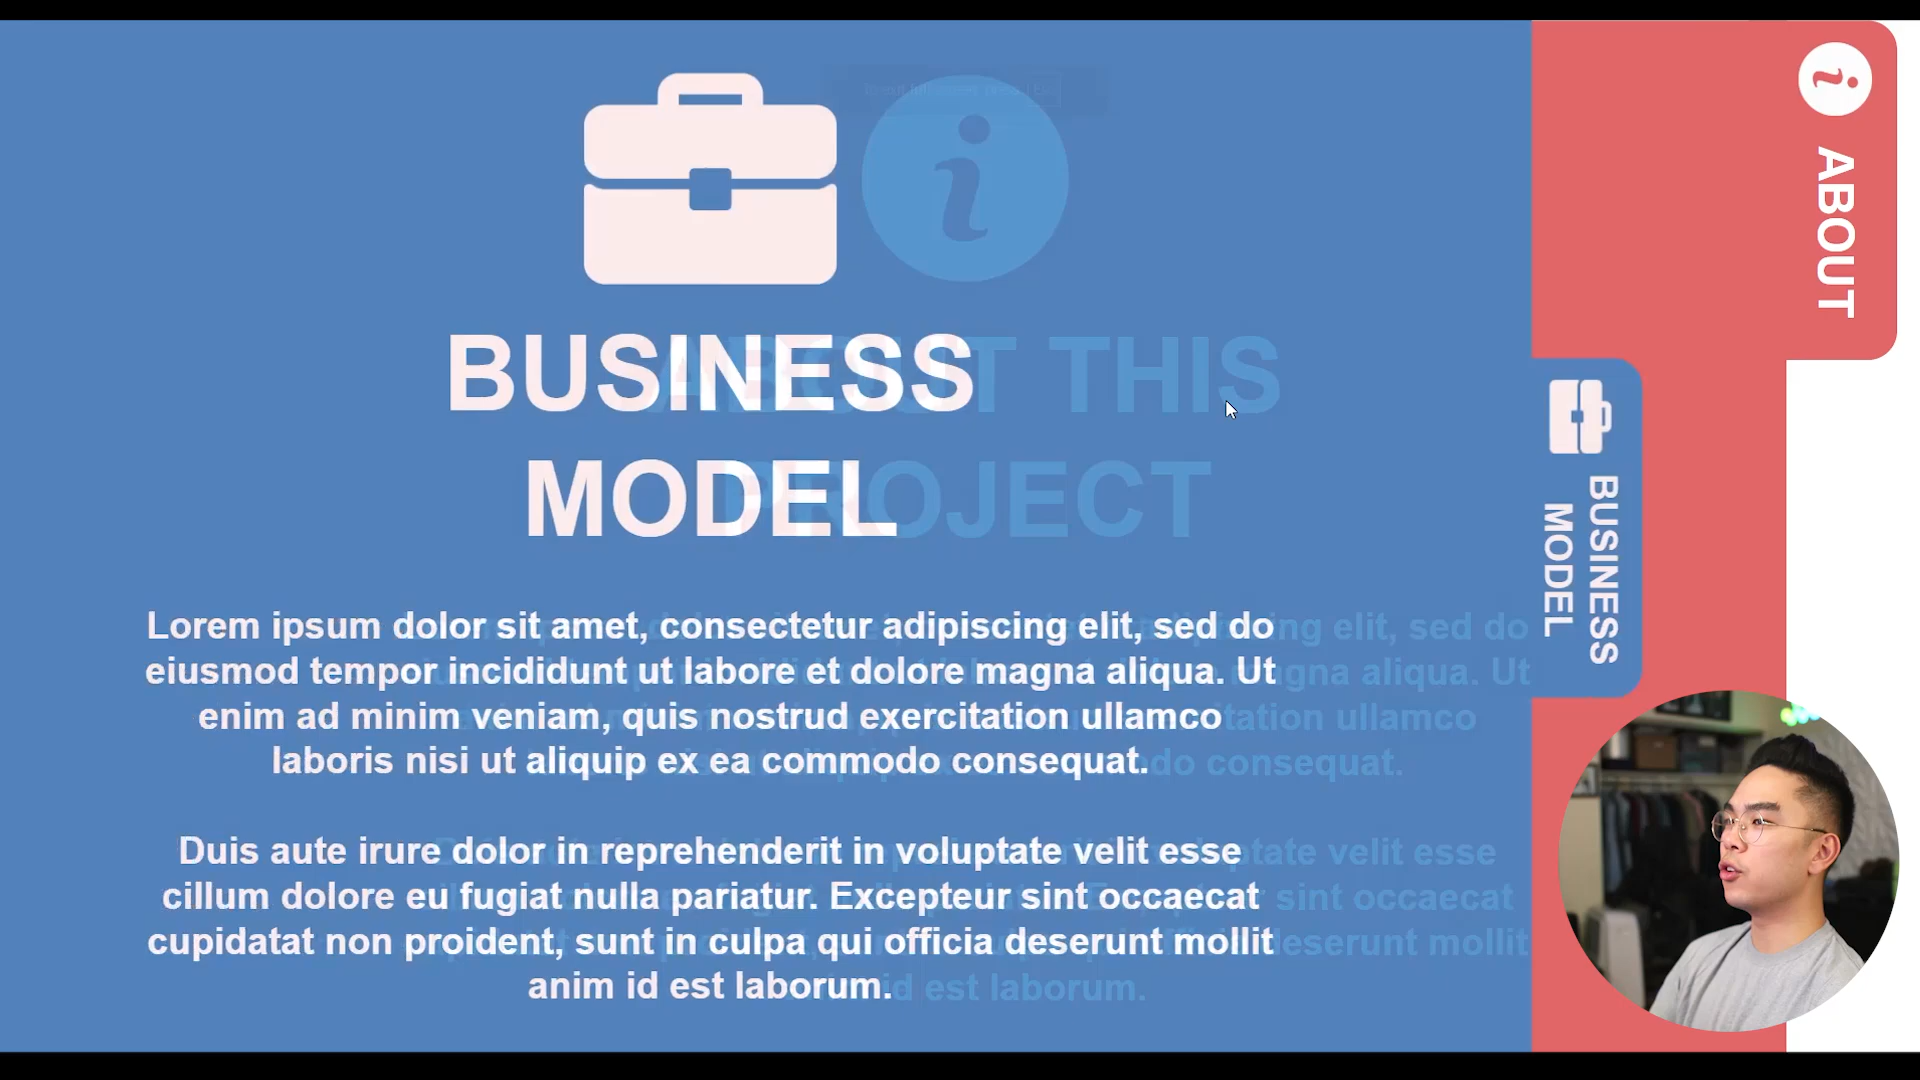 BUSINESS
MODEL
ABOUT THIS
PROJECT
Lorem ipsum dolor sit amet, consectetur adipiscing elit, sed do
eiusmod tempor incididunt ut labore et dolore magna aliqua. Ut
enim ad minim veniam, quis nostrud exercitation ullamco
laboris nisi ut aliquip ex ea commodo consequat.
Duis aute irure dolor in reprehenderit in voluptate velit esse
cillum dolore eu fugiat nulla pariatur. Excepteur sint occaecat
cupidatat non proident, sunt in culpa qui officia deserunt mollit
anim id est laborum.
ABOUT
BUSINESS
MODEL